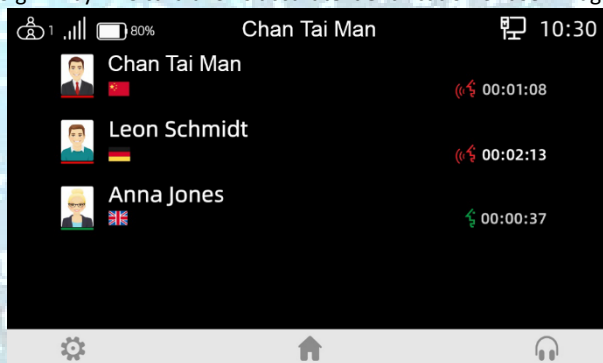 1 80% Chan Tai Man 10:30
Chan Tai Man
00:01:08
Leon Schmidt
00:02:13
Anna Jones
00:00:37